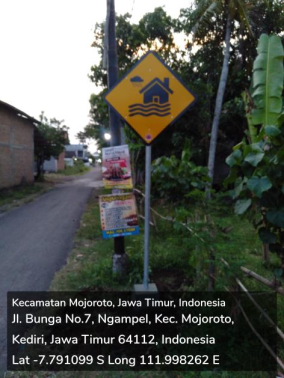 Kecamatan Mojoroto, Jawa Timur, Indonesia
Jl. Bunga No.7, Ngampel, Kec. Mojoroto,
Kediri, Jawa Timur 64112, Indonesia
Lat -7.791099 S Long 111.998262 E